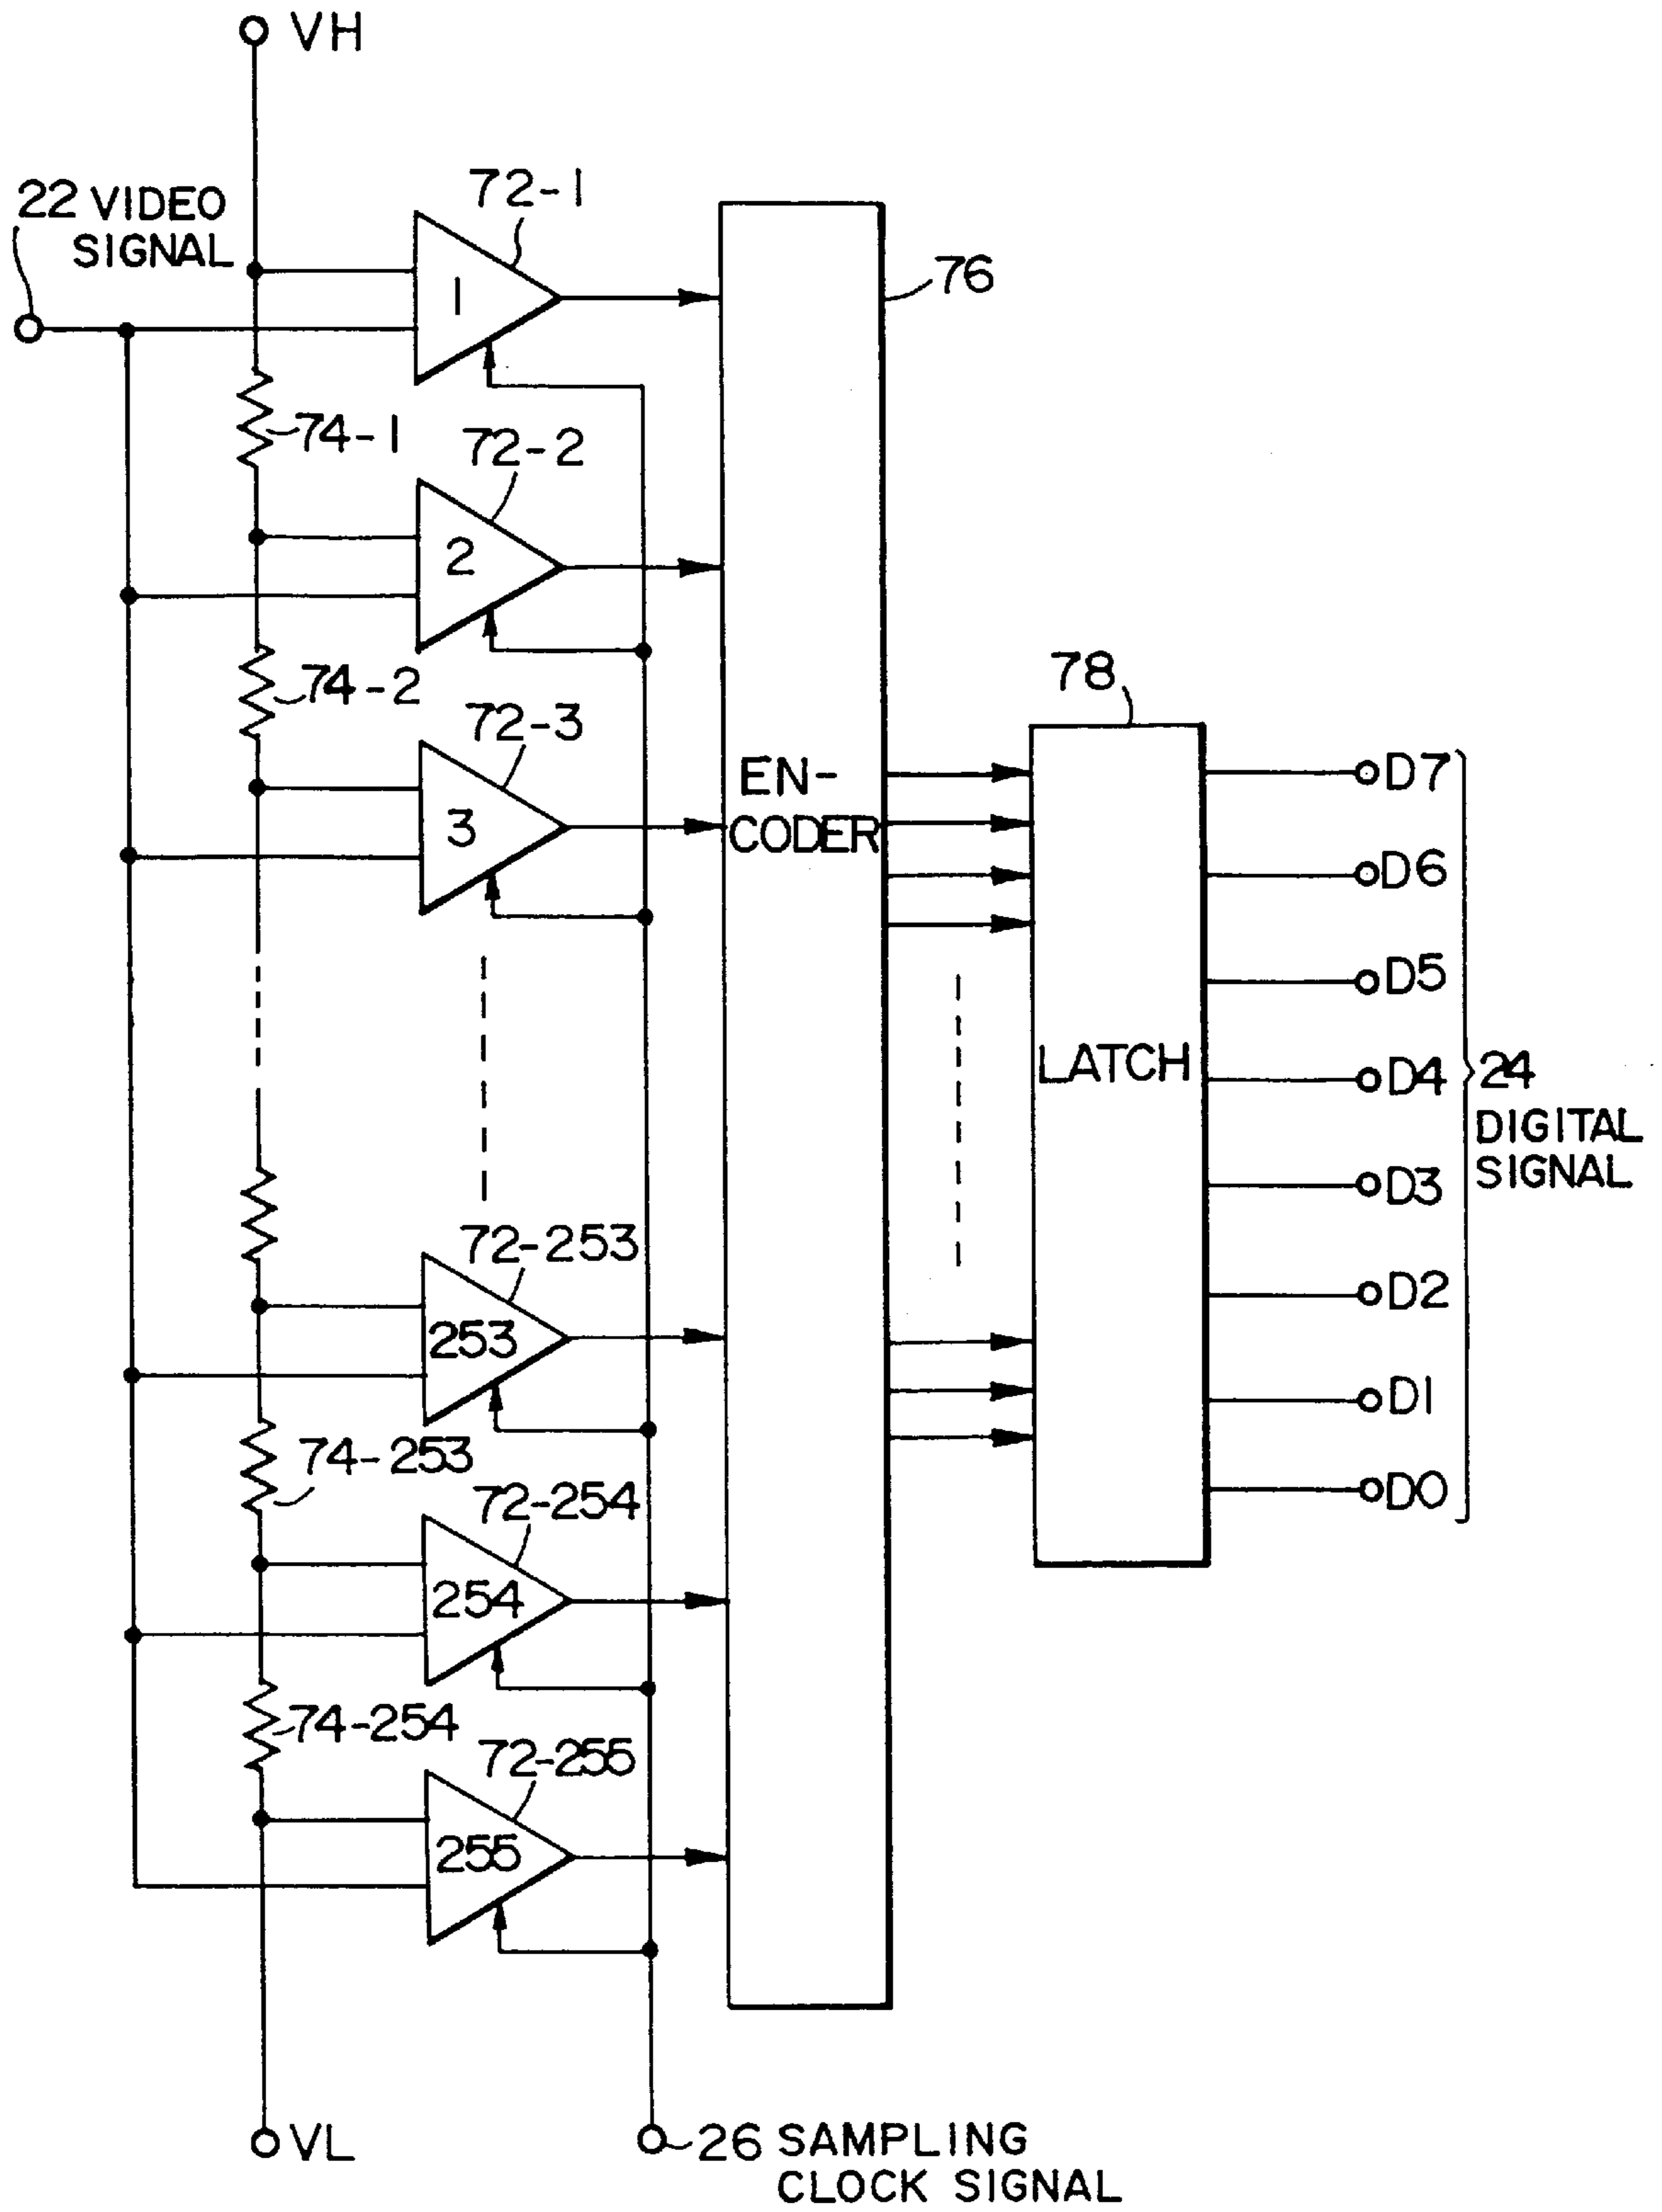 VH
22 VIDEO
SIGNAL
72-1
1
76
74-1
72-2
2
74-2
72-3
3
EN-
CODER
78
LATCH
D7
D6
D5
D4
D3
D2
D1
D0
24
DIGITAL
SIGNAL
72-253
253
74-253
72-254
254
74-254
72-255
255
VL
26 SAMPLING
CLOCK SIGNAL